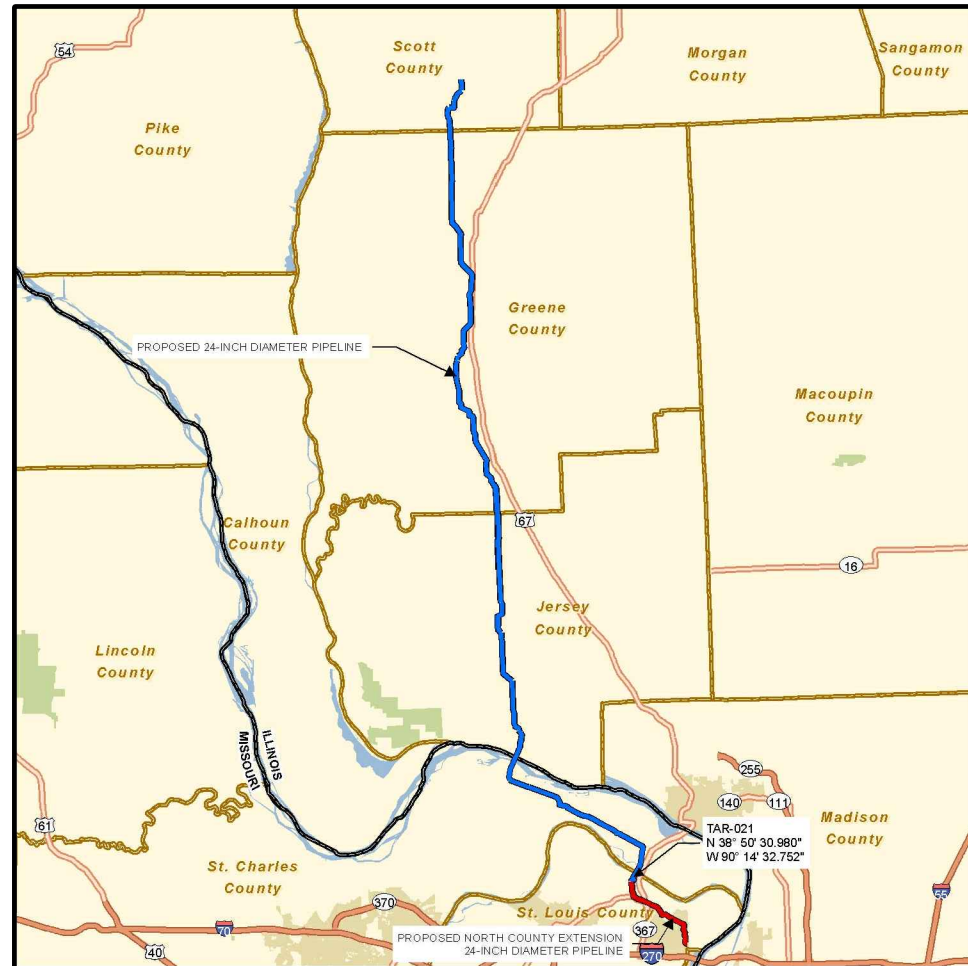 Scott
County
Morgan
County
Sangamon
County
54
Pike
County
Greene
County
PROPOSED 24-INCH DIAMETER PIPELINE
Macoupin
County
Calhoun
County
67
16
Jersey
County
Lincoln
County
ILLINOIS
MISSOURI
255
140
111
Madison
County
61
TAR-021
N 38° 50' 30.980"
W 90° 14' 32.752"
St. Charles
County
370
St. Louis County
55
70
367
40
PROPOSED NORTH COUNTY EXTENSION
24-INCH DIAMETER PIPELINE
270